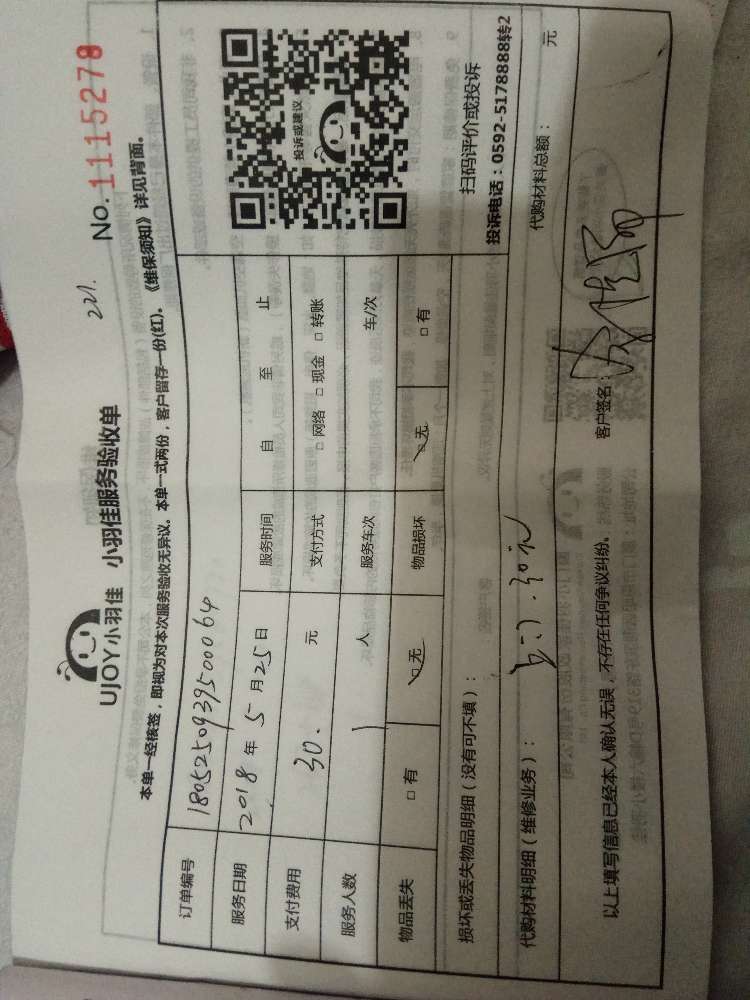 221.
No.1115278
UJOY小羽佳 小羽佳服务验收单
本单一经核签，即视为对本次服务验收无异议。本单一式两份，客户留存一份(红)。《维保须知》详见背面。
订单编号 1805250939500064
服务日期 2018 年 5 月 25 日 服务时间 自 至 止
支付费用 30. 元 支付方式 □ 网络 □ 现金 □ 转账
服务人数 1 人 服务车次 车/次
物品丢失 □ 有 □ 无 物品损坏 □ 无 □ 有
投诉或建议
扫码评价或投诉
投诉电话：0592-5178888转2
损坏或丢失物品明细（没有可不填）：
代购材料明细（维修业务）： 30元 代购材料总额： 元
以上填写信息已经本人确认无误，不存在任何争议纠纷。 客户签名：